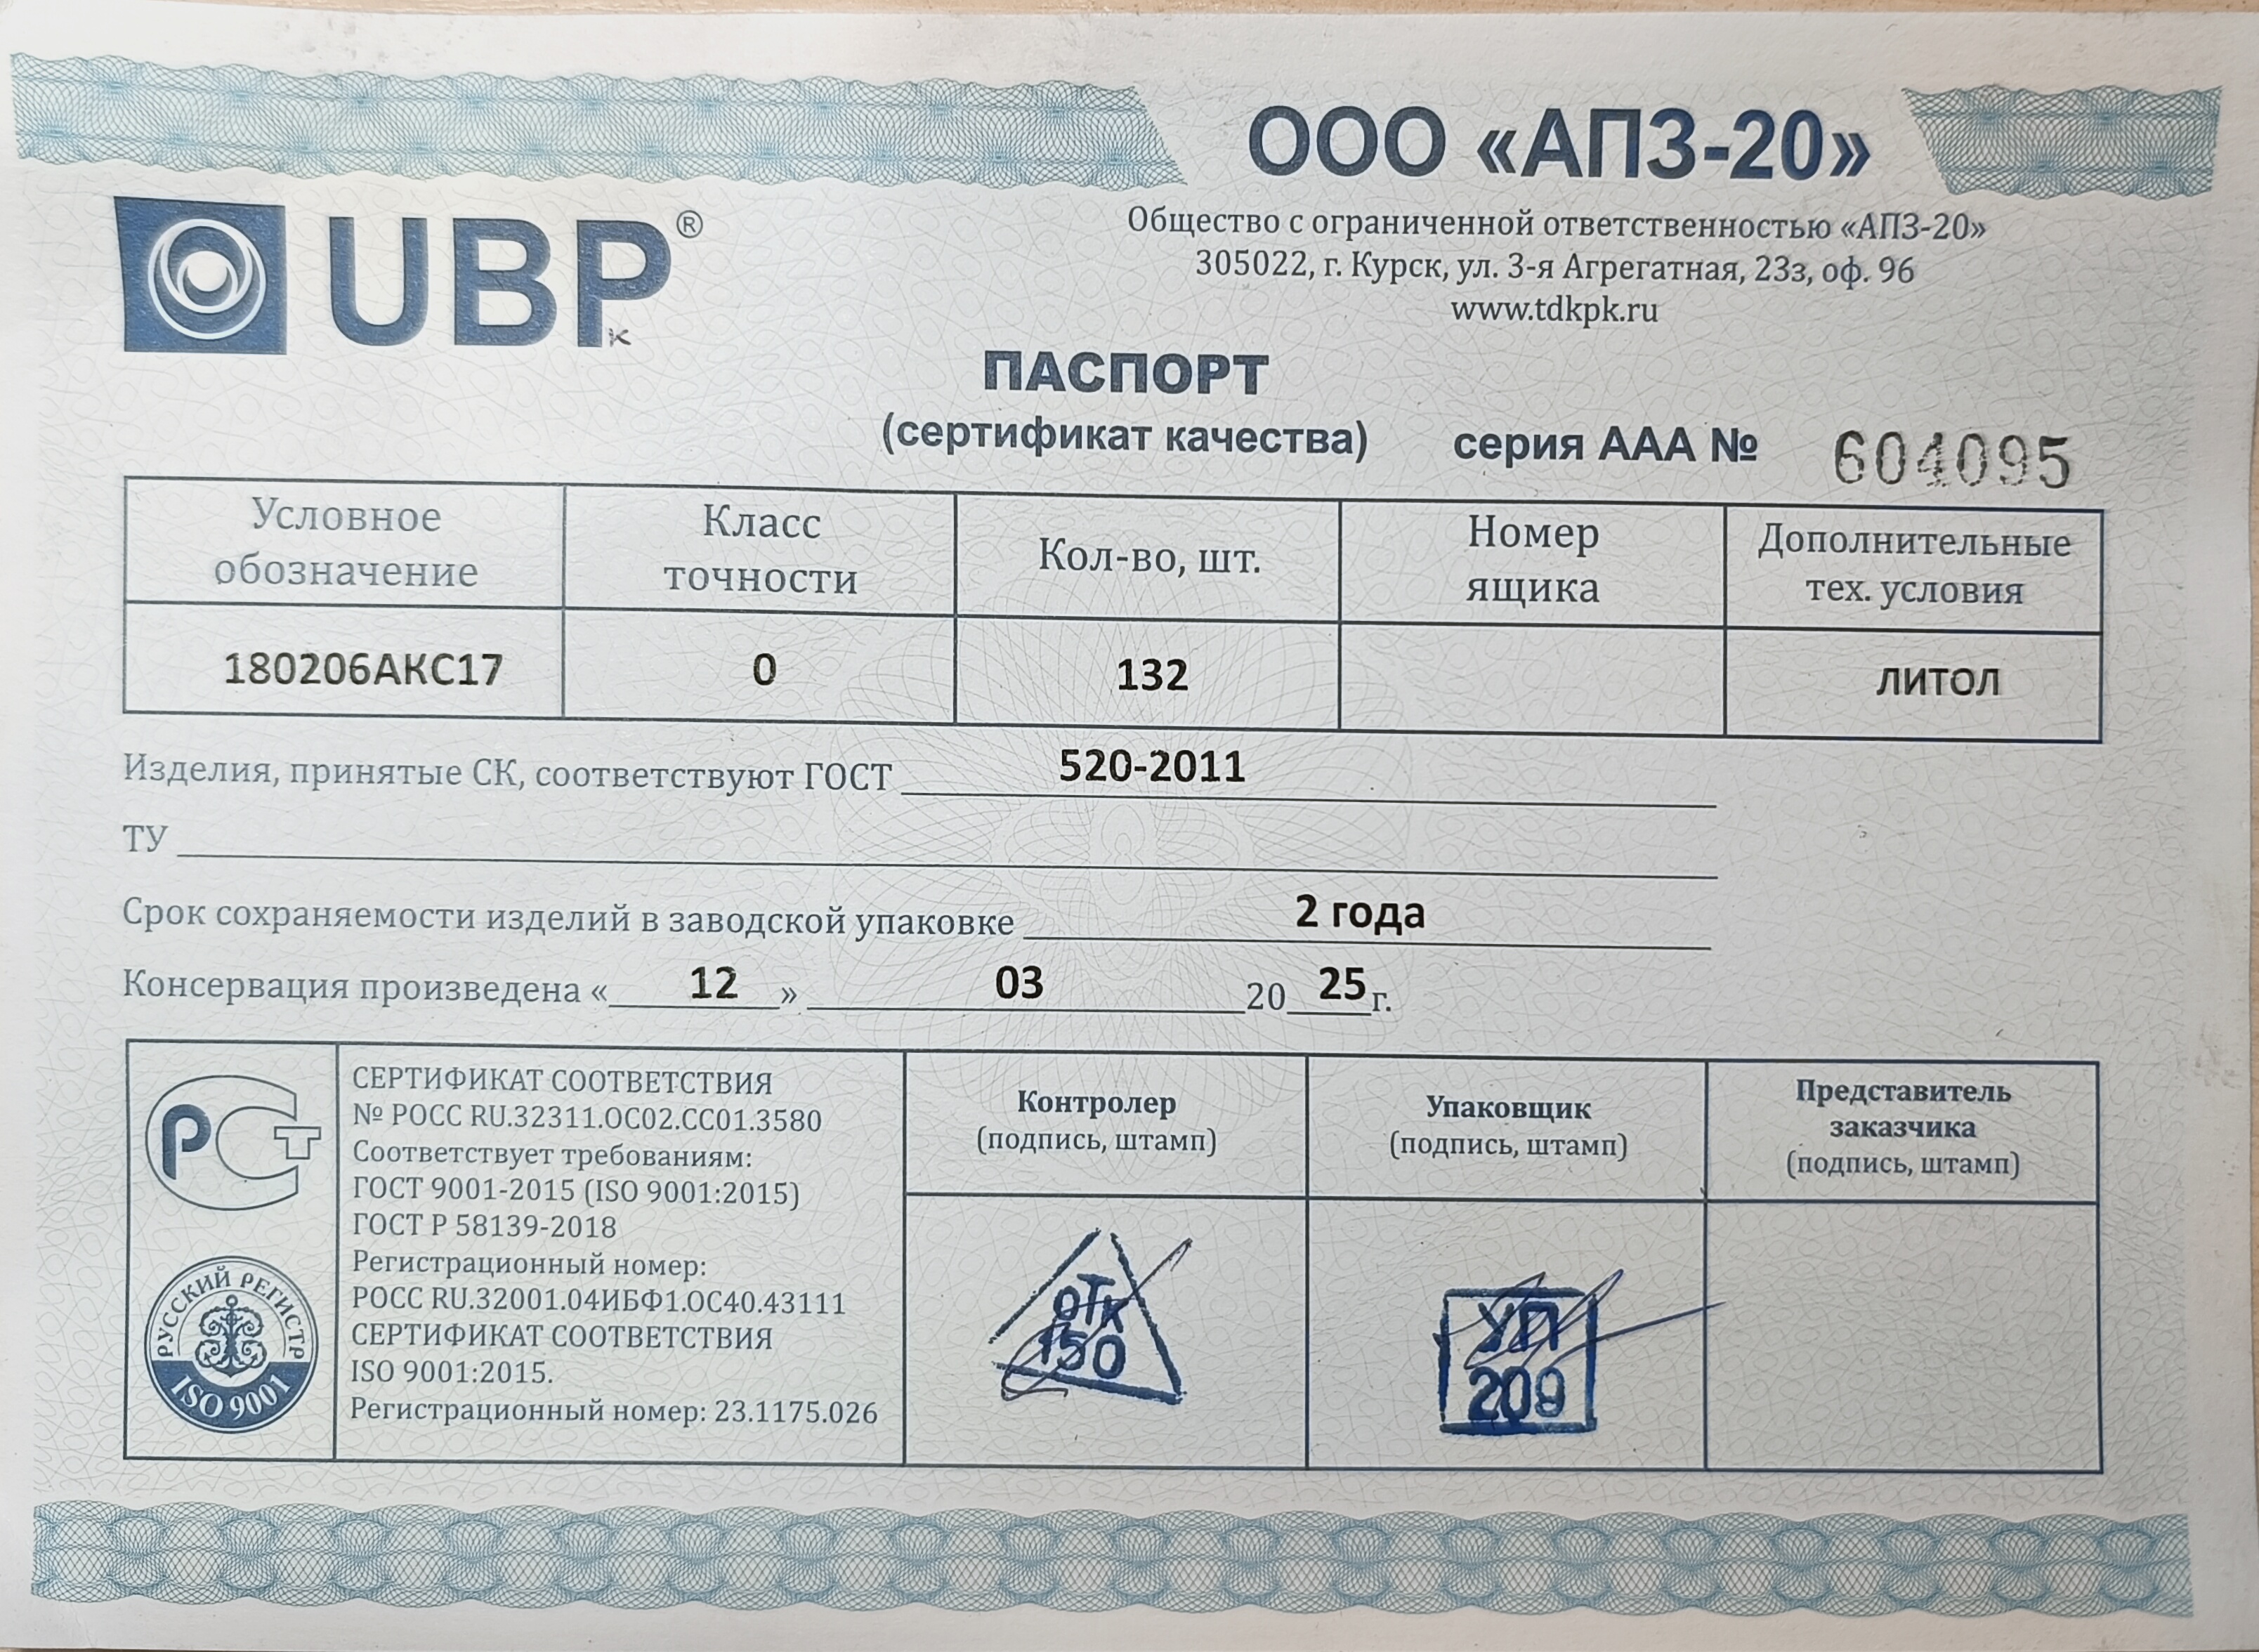 ООО «АПЗ-20»
UBP®
к
Общество с ограниченной ответственностью «АПЗ-20»
305022, г. Курск, ул. 3-я Агрегатная, 23з, оф. 96
www.tdkpk.ru
ПАСПОРТ
(сертификат качества) серия ААА № 604095
Условное обозначение Класс точности Кол-во, шт. Номер ящика Дополнительные тех. условия
180206АКС17 0 132 ЛИТОЛ
Изделия, принятые СК, соответствуют ГОСТ 520-2011
ТУ
Срок сохраняемости изделий в заводской упаковке 2 года
Консервация произведена « 12 » 03 20 25 г.
РСТ
РУССКИЙ РЕГИСТР
ISO 9001
СЕРТИФИКАТ СООТВЕТСТВИЯ
№ РОСС RU.32311.ОС02.СС01.3580
Соответствует требованиям:
ГОСТ 9001-2015 (ISO 9001:2015)
ГОСТ Р 58139-2018
Регистрационный номер:
РОСС RU.32001.04ИБФ1.ОС40.43111
СЕРТИФИКАТ СООТВЕТСТВИЯ
ISO 9001:2015.
Регистрационный номер: 23.1175.026
Контролер
(подпись, штамп)
ОТК
150
Упаковщик
(подпись, штамп)
УП
209
Представитель
заказчика
(подпись, штамп)